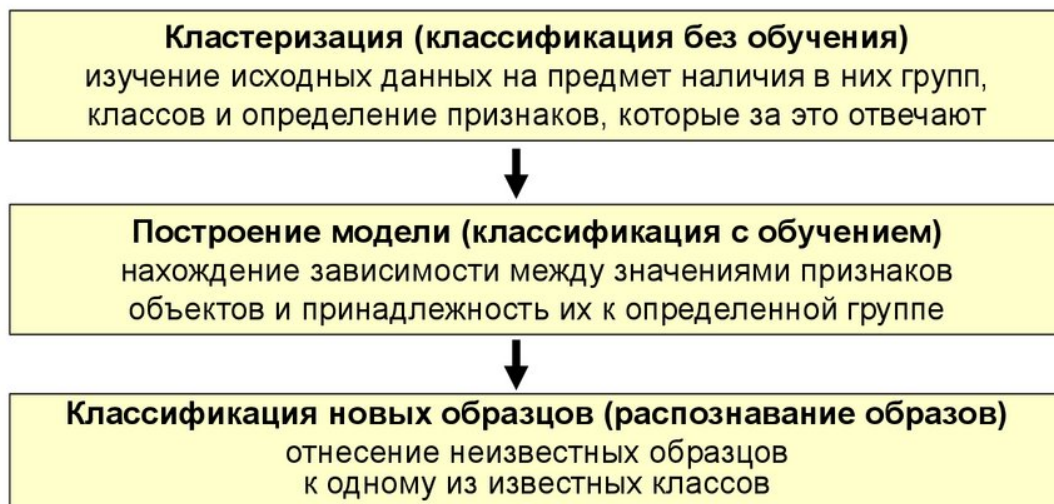 Кластеризация (классификация без обучения)
изучение исходных данных на предмет наличия в них групп,
классов и определение признаков, которые за это отвечают
Построение модели (классификация с обучением)
нахождение зависимости между значениями признаков
объектов и принадлежность их к определенной группе
Классификация новых образцов (распознавание образов)
отнесение неизвестных образцов
к одному из известных классов